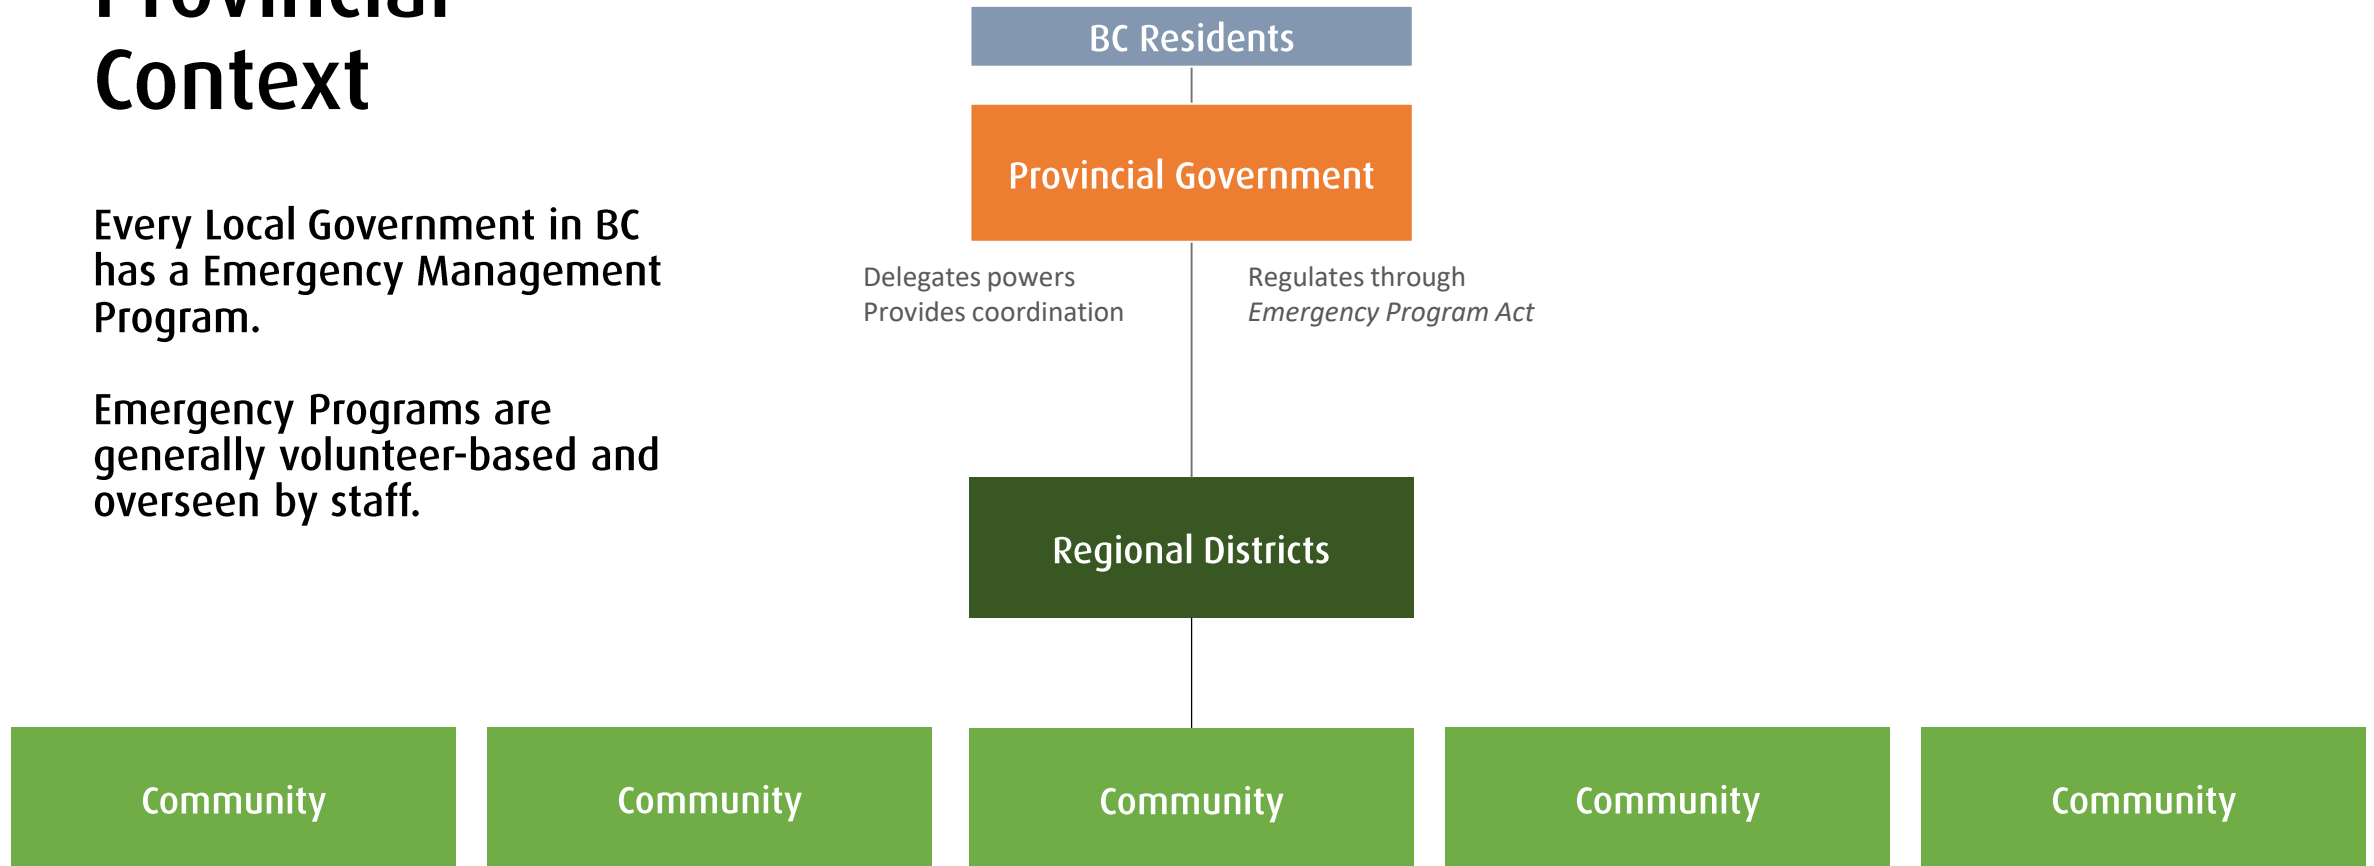 Provincial
Context
Every Local Government in BC
has a Emergency Management
Program.
Emergency Programs are
generally volunteer-based and
overseen by staff.
BC Residents
Provincial Government
Delegates powers
Provides coordination
Regulates through
Emergency Program Act
Regional Districts
Community
Community
Community
Community
Community